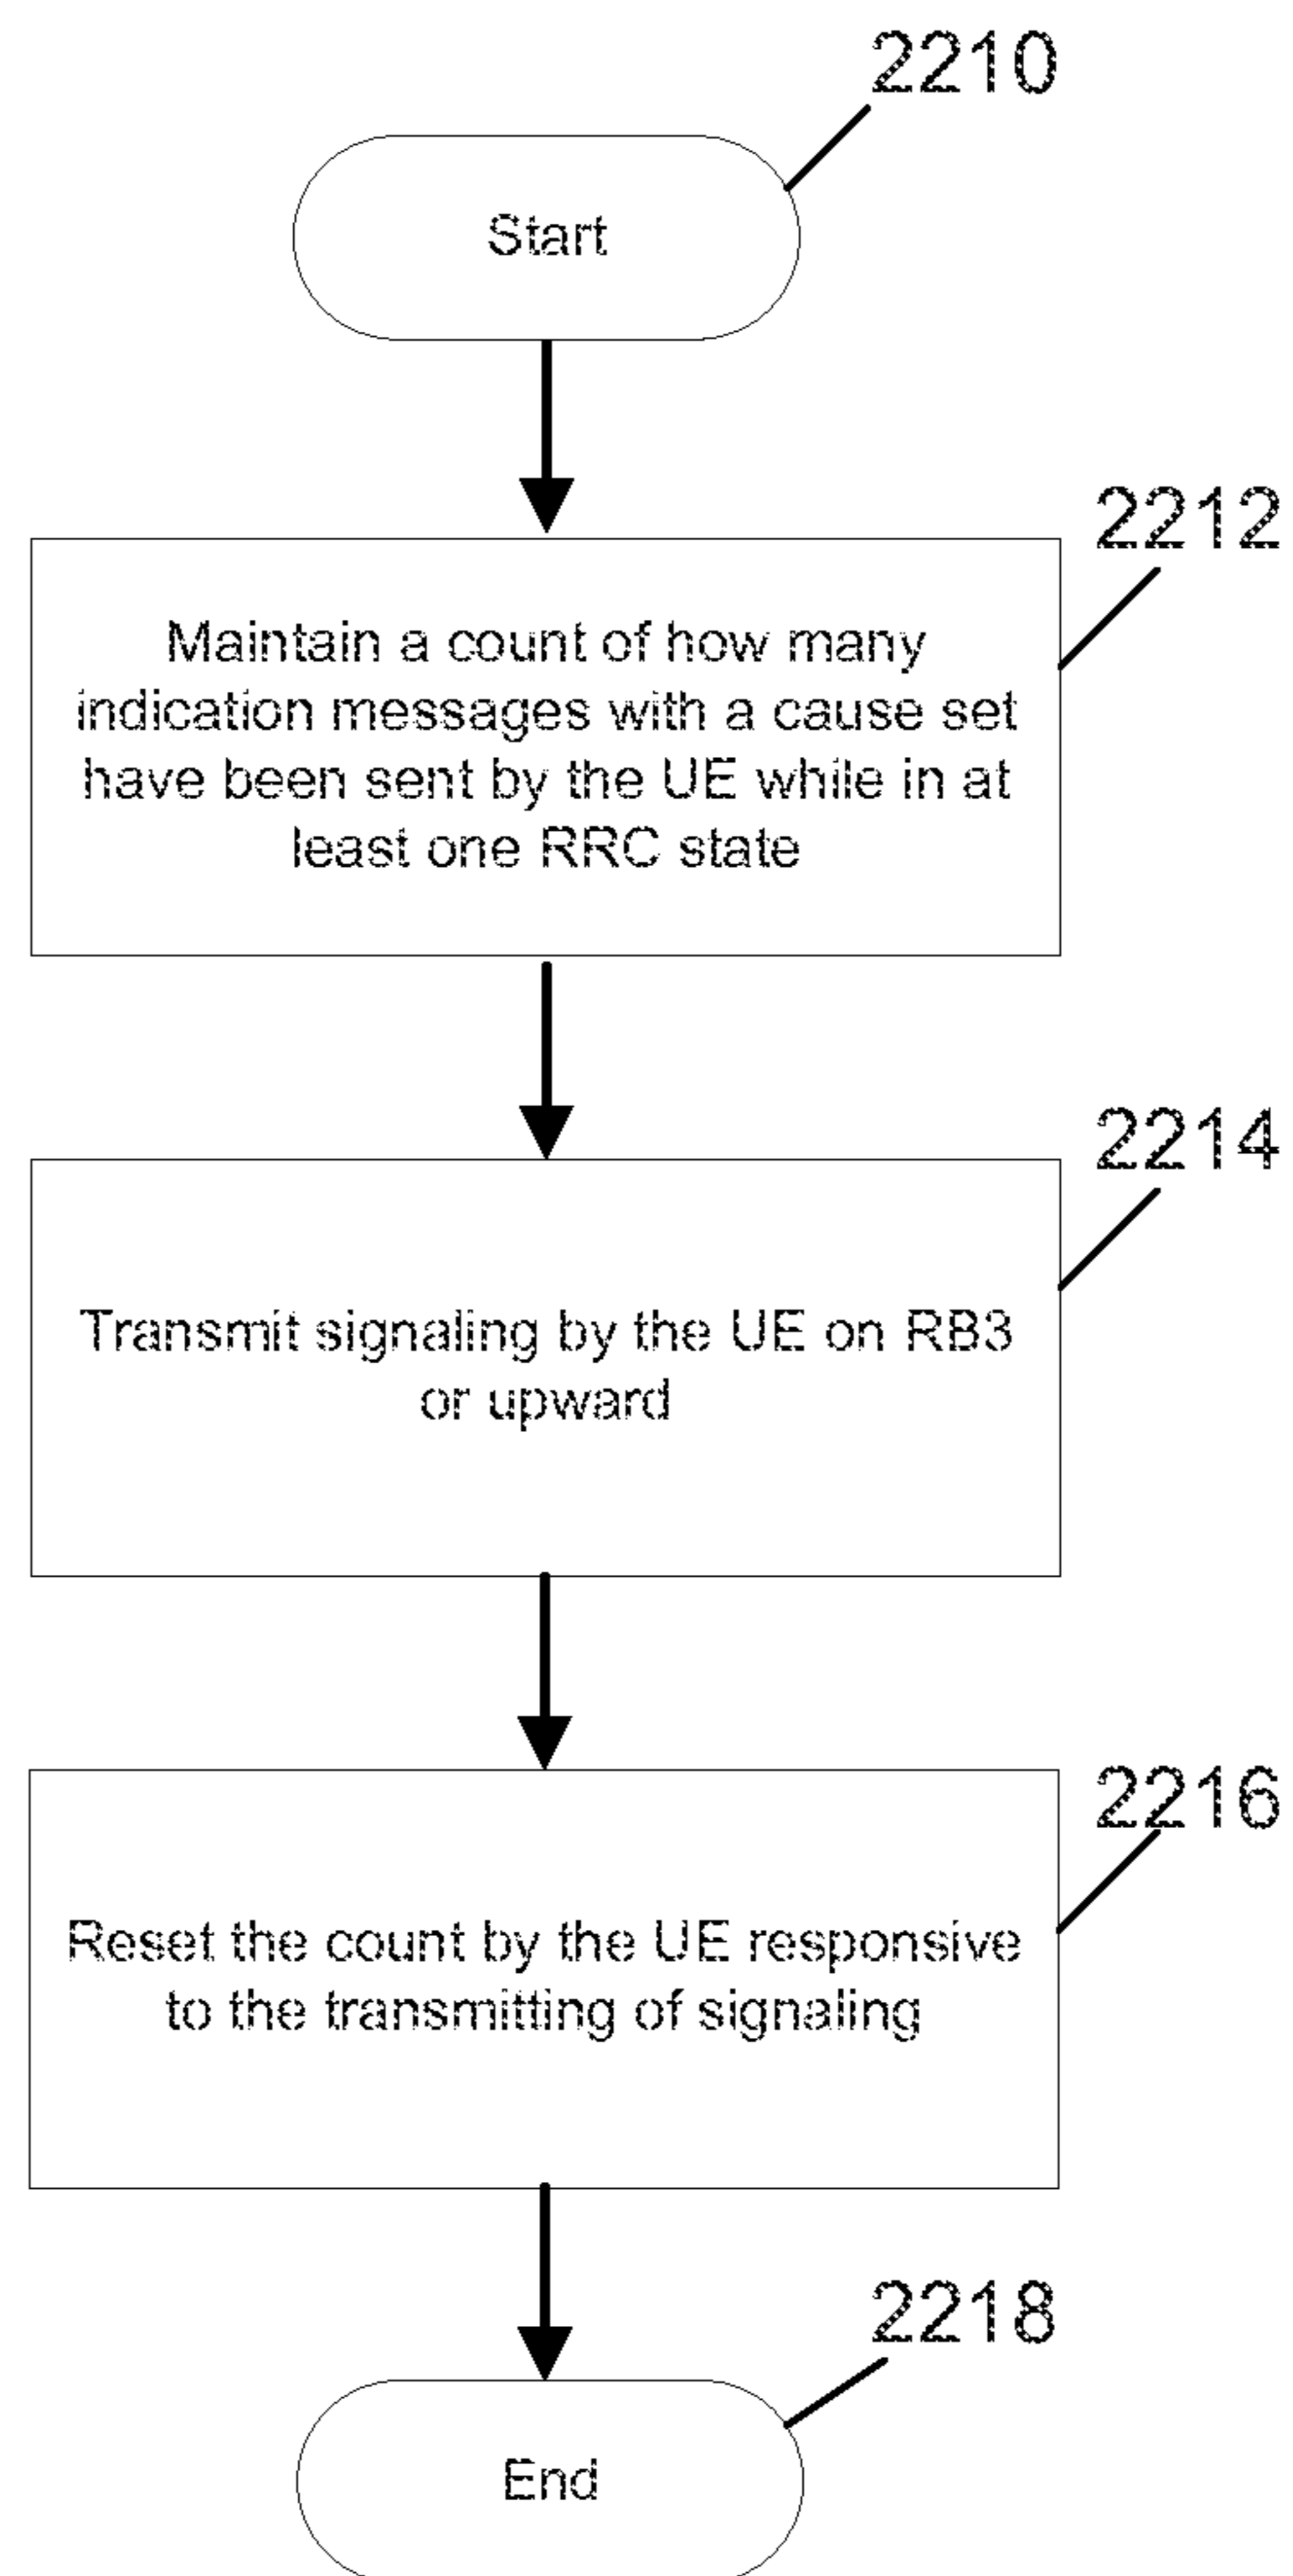 2210
Start
2212
Maintain a count of how many
indication messages with a cause set
have been sent by the UE while in at
least one RRC state
2214
Transmit signaling by the UE on RB3
or upward
2216
Reset the count by the UE responsive
to the transmitting of signaling
2218
End